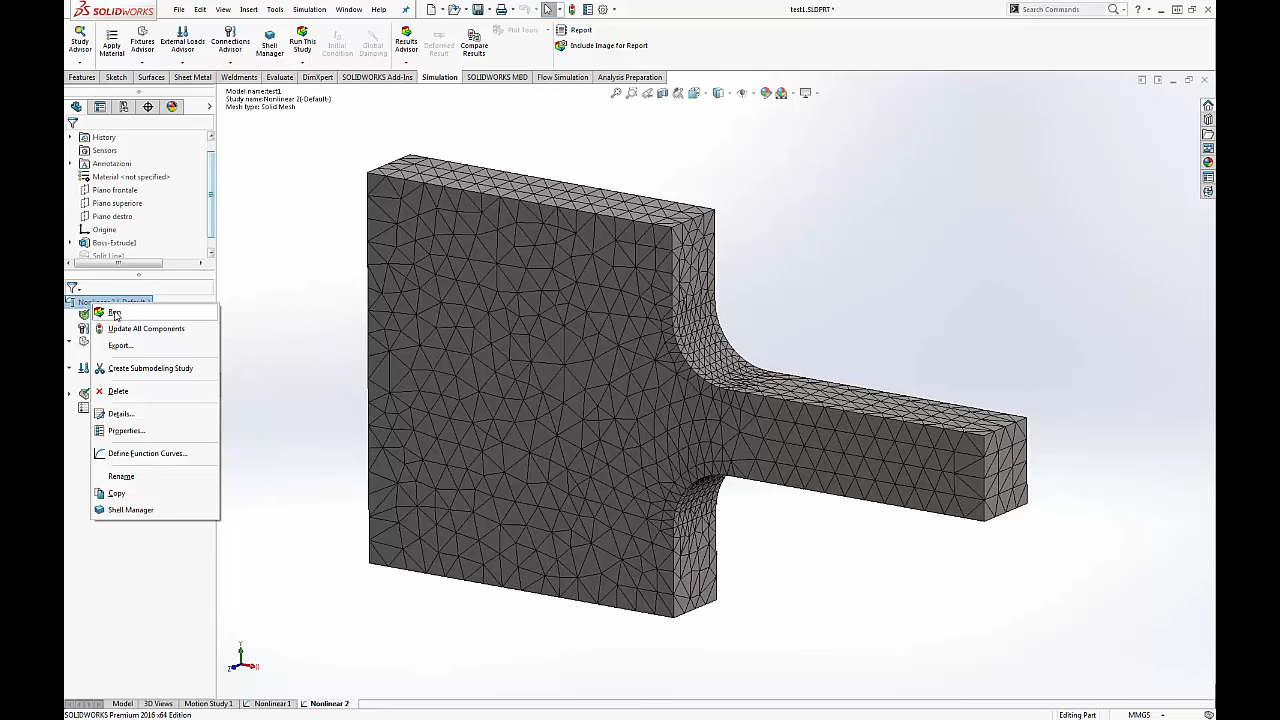 SOLIDWORKS File Edit View Insert Tools Simulation Window Help test1.SLDPRT * Search Commands
Study Advisor
Apply Material
Fixtures Advisor
External Loads Advisor
Connections Advisor
Shell Manager
Run This Study
Initial Condition
Global Damping
Results Advisor
Deformed Result
Compare Results
Plot Tools
Report
Include Image for Report
Features Sketch Surfaces Sheet Metal Weldments Evaluate DimXpert SOLIDWORKS Add-Ins Simulation SOLIDWORKS MBD Flow Simulation Analysis Preparation
Model name:test1
Study name:Nonlinear 2(-Default-)
Mesh type: Solid Mesh
History
Sensors
Annotazioni
Material <not specified>
Piano frontale
Piano superiore
Piano destro
Origine
Boss-Extrude1
Split Line1
Nonlinear 2 (-Default-)
Run
Update All Components
Export...
Create Submodeling Study
Delete
Details...
Properties...
Define Function Curves...
Rename
Copy
Shell Manager
Y
Z X
Model 3D Views Motion Study 1 Nonlinear 1 Nonlinear 2
SOLIDWORKS Premium 2016 x64 Edition Editing Part MMGS